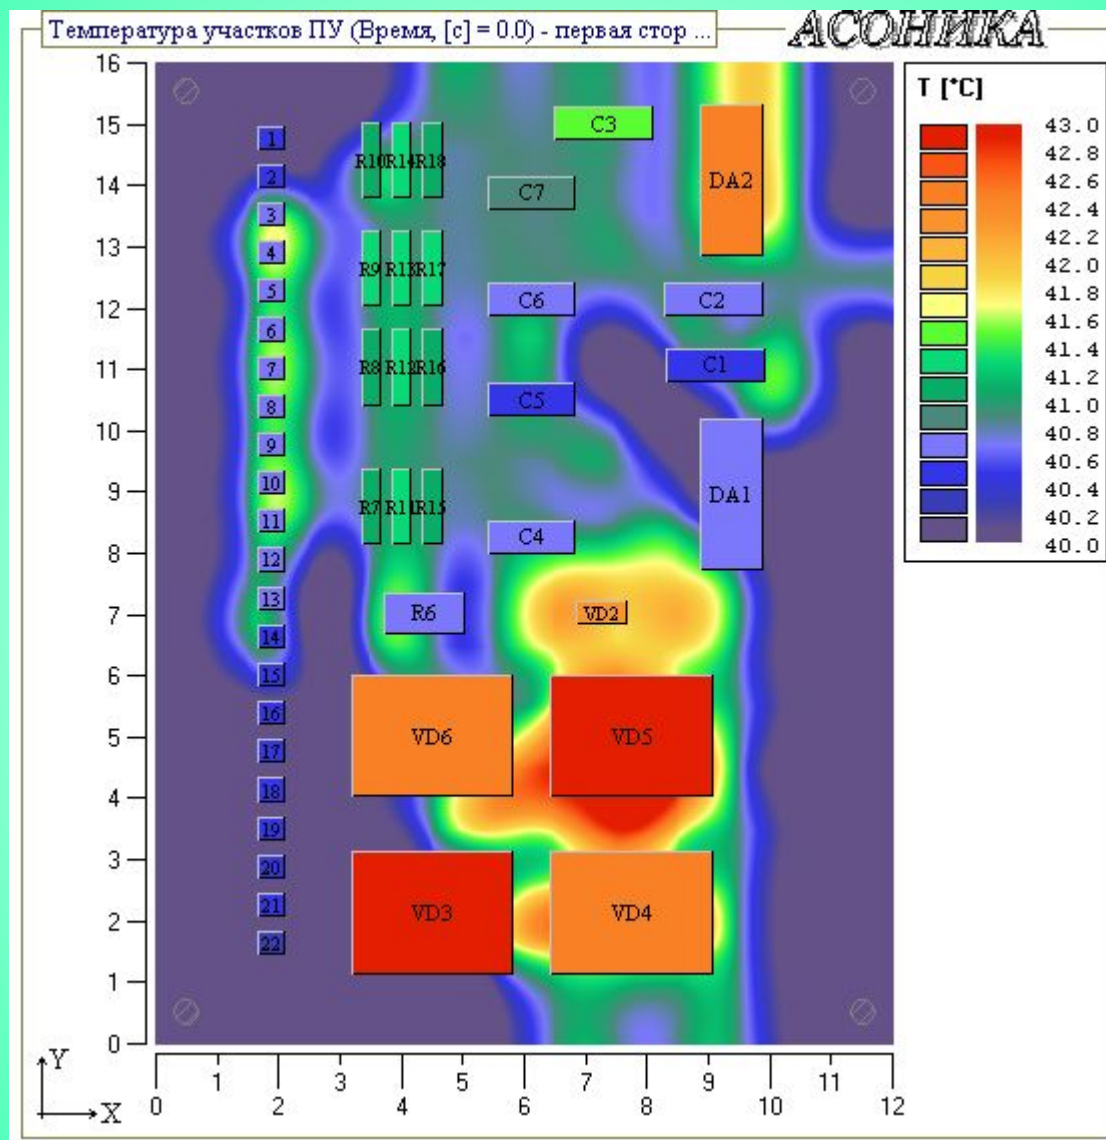 Температура участков ПУ (Время, [c] = 0.0) - первая стор ...
АСОНИКА
T [*C]
43.0
42.8
42.6
42.4
42.2
42.0
41.8
41.6
41.4
41.2
41.0
40.8
40.6
40.4
40.2
40.0
16
15
14
13
12
11
10
9
8
7
6
5
4
3
2
1
0
1
2
3
4
5
6
7
8
9
10
11
12
13
14
15
16
17
18
19
20
21
22
R10 R14 R18
R9 R13 R17
R8 R12 R16
R7 R11 R15
R6
C3
C7
C6
C5
C4
C2
C1
DA2
DA1
VD2
VD6 VD5
VD3 VD4
Y
X
1 3 5 7 9 11
0 2 4 6 8 10 12